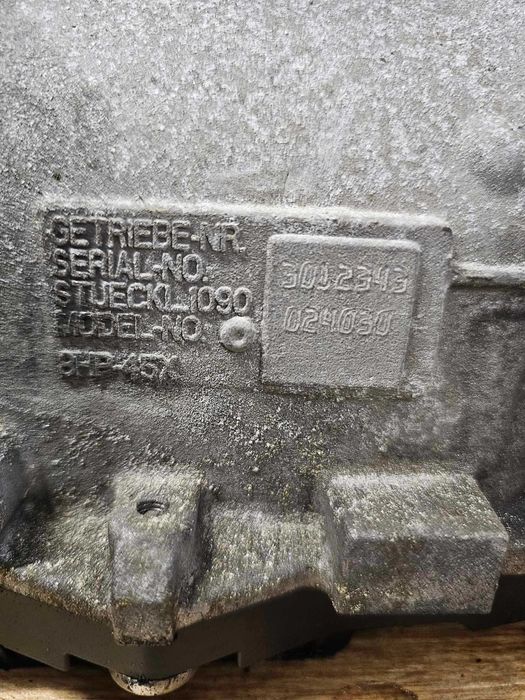 GETRIEBE-NR.
SERIAL-NO.
STUECKL.1090
MODEL-NO.
8HP-45X
3012343
024030